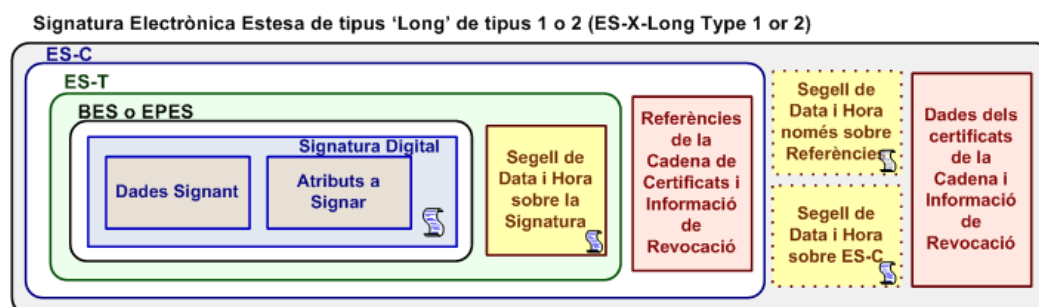 Signatura Electrònica Estesa de tipus ‘Long’ de tipus 1 o 2 (ES-X-Long Type 1 or 2)
ES-C
ES-T
BES o EPES
Signatura Digital
Dades Signant
Atributs a
Signar
Segell de
Data i Hora
sobre la
Signatura
Referències
de la
Cadena de
Certificats i
Informació
de
Revocació
Segell de
Data i Hora
només sobre
Referències
Segell de
Data i Hora
sobre ES-C
Dades dels
certificats
de la
Cadena i
Informació
de
Revocació